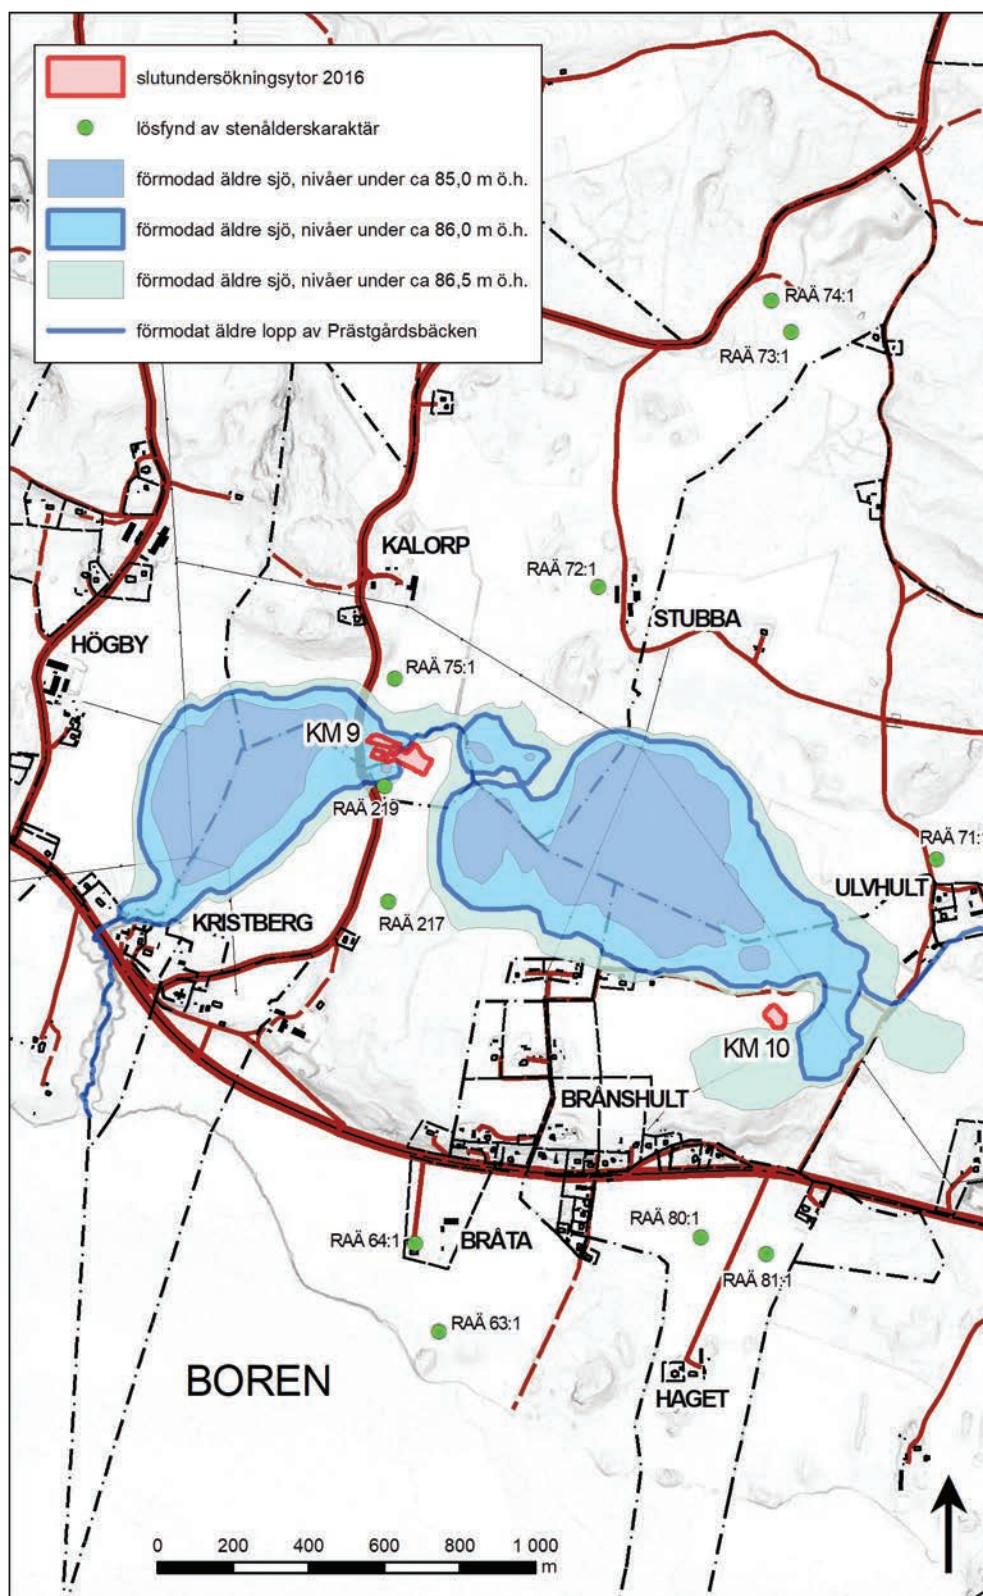 slutundersökningsytor 2016
lösfynd av stenålderskaraktär
förmodad äldre sjö, nivåer under ca 85,0 m ö.h.
förmodad äldre sjö, nivåer under ca 86,0 m ö.h.
förmodad äldre sjö, nivåer under ca 86,5 m ö.h.
förmodat äldre lopp av Prästgårdsbäcken
RAÄ 74:1
RAÄ 73:1
KALORP
RAÄ 72:1
STUBBA
HÖGBY
RAÄ 75:1
KM 9
RAÄ 219
RAÄ 71:1
ULVHULT
KRISTBERG
RAÄ 217
KM 10
BRÅNSHULT
RAÄ 64:1
BRÅTA
RAÄ 80:1
RAÄ 81:1
RAÄ 63:1
BOREN
HAGET
0 200 400 600 800 1 000
m